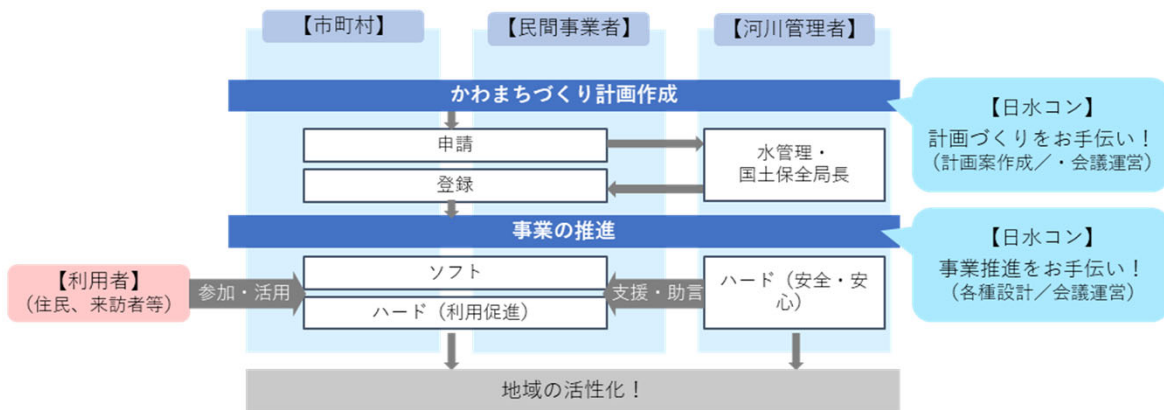 【市町村】
【民間事業者】
【河川管理者】
かわまちづくり計画作成
【日水コン】
計画づくりをお手伝い！
（計画案作成／・会議運営）
申請
水管理・
国土保全局長
登録
事業の推進
【日水コン】
事業推進をお手伝い！
（各種設計／会議運営）
【利用者】
（住民、来訪者等）
参加・活用
ソフト
ハード（利用促進）
支援・助言
ハード（安全・安
心）
地域の活性化！